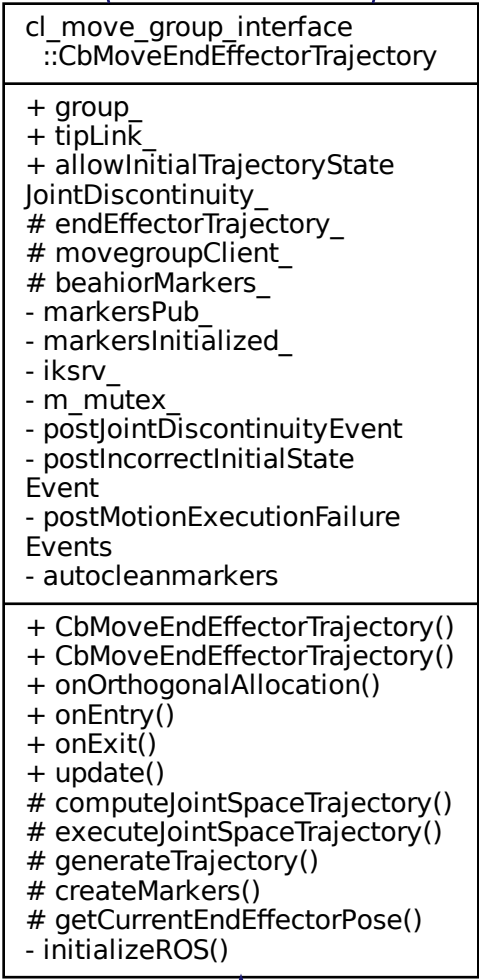 cl_move_group_interface
::CbMoveEndEffectorTrajectory
+ group_
+ tipLink_
+ allowInitialTrajectoryState
JointDiscontinuity_
# endEffectorTrajectory_
# movegroupClient_
# beahiorMarkers_
- markersPub_
- markersInitialized_
- iksrv_
- m_mutex_
- postJointDiscontinuityEvent
- postIncorrectInitialState
Event
- postMotionExecutionFailure
Events
- autocleanmarkers
+ CbMoveEndEffectorTrajectory()
+ CbMoveEndEffectorTrajectory()
+ onOrthogonalAllocation()
+ onEntry()
+ onExit()
+ update()
# computeJointSpaceTrajectory()
# executeJointSpaceTrajectory()
# generateTrajectory()
# createMarkers()
# getCurrentEndEffectorPose()
- initializeROS()